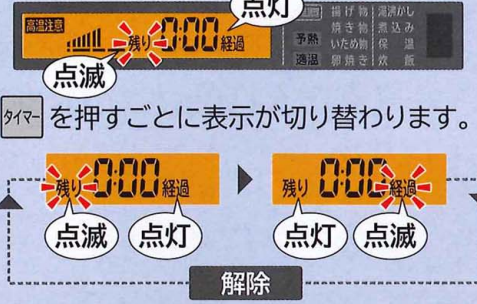 点灯
高温注意 残り 0:00 経過
揚げ物 湯沸かし
焼き物 煮込み
予熱 いため物 保温
適温 卵焼き 炊飯
点滅
タイマー を押すごとに表示が切り替わります。
残り 0:00 経過 残り 0:00 経過
点滅 点灯 点灯 点滅
解除